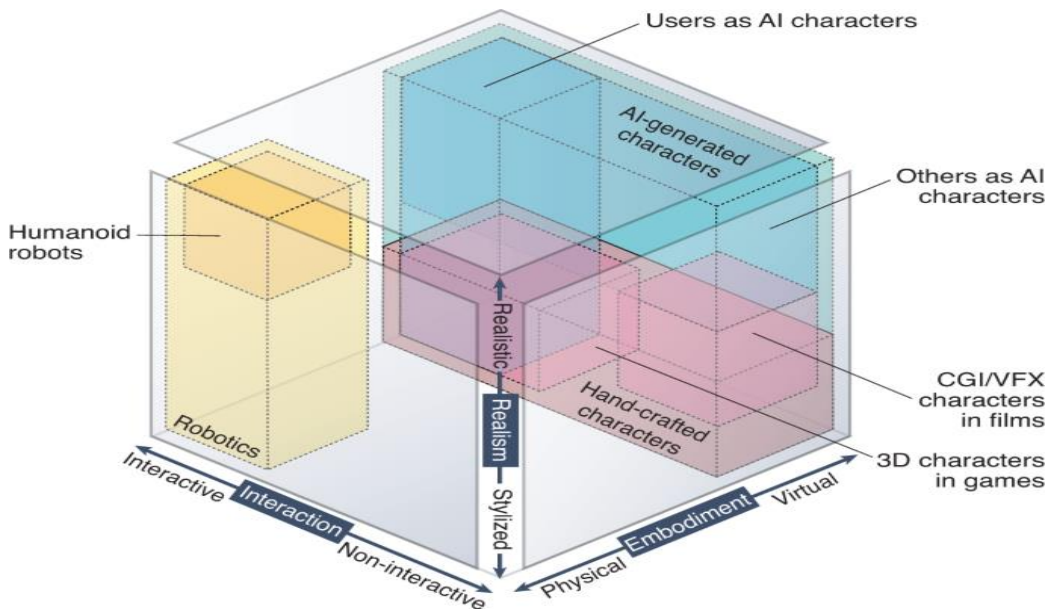 Users as AI characters
AI-generated
characters
Others as AI
characters
Humanoid
robots
Realistic
Realism
Stylized
CGI/VFX
characters
in films
Hand-crafted
characters
3D characters
in games
Robotics
Interactive
Interaction
Non-interactive
Virtual
Embodiment
Physical